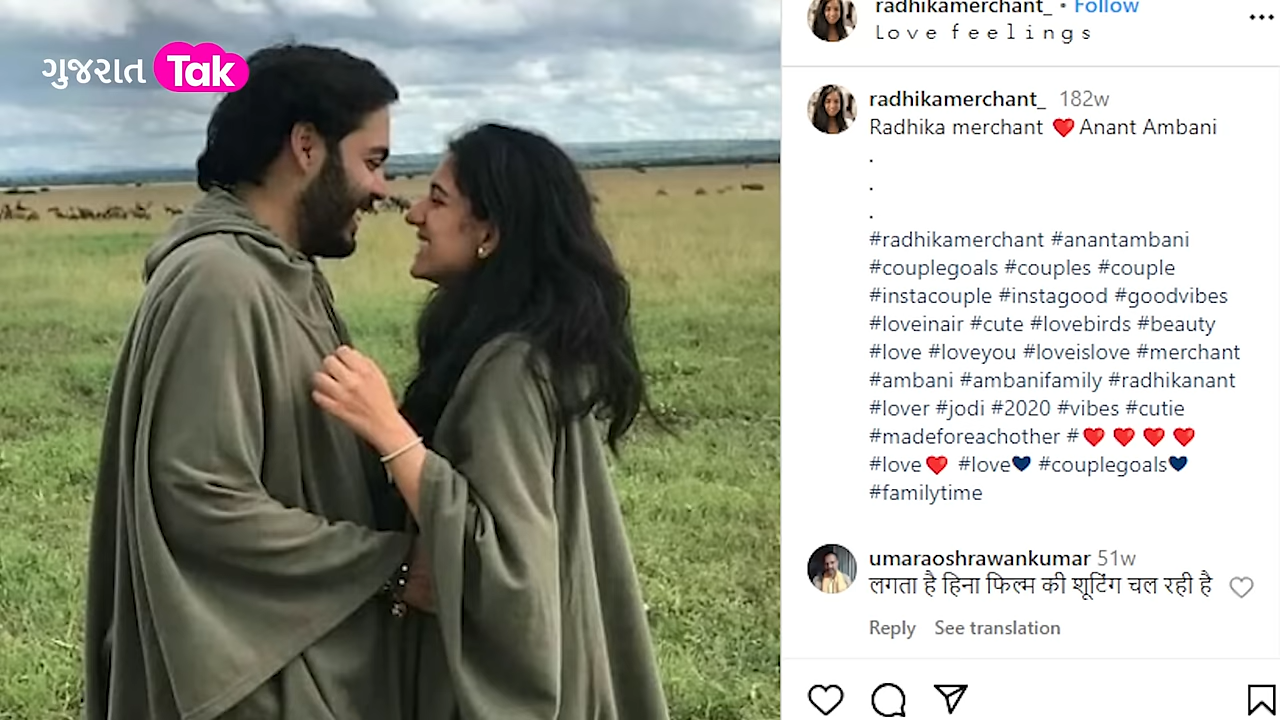 ગુજરાત Tak
radhikamerchant_ • Follow
Love feelings
radhikamerchant_ 182w
Radhika merchant ❤️Anant Ambani
.
.
.
#radhikamerchant #anantambani
#couplegoals #couples #couple
#instacouple #instagood #goodvibes
#loveinair #cute #lovebirds #beauty
#love #loveyou #loveislove #merchant
#ambani #ambanifamily #radhikanant
#lover #jodi #2020 #vibes #cutie
#madeforeachother #❤️ ❤️ ❤️ ❤️
#love❤️ #love💙 #couplegoals💙
#familytime
umaraoshrawankumar 51w
लगता है हिना फिल्म की शूटिंग चल रही है
Reply See translation